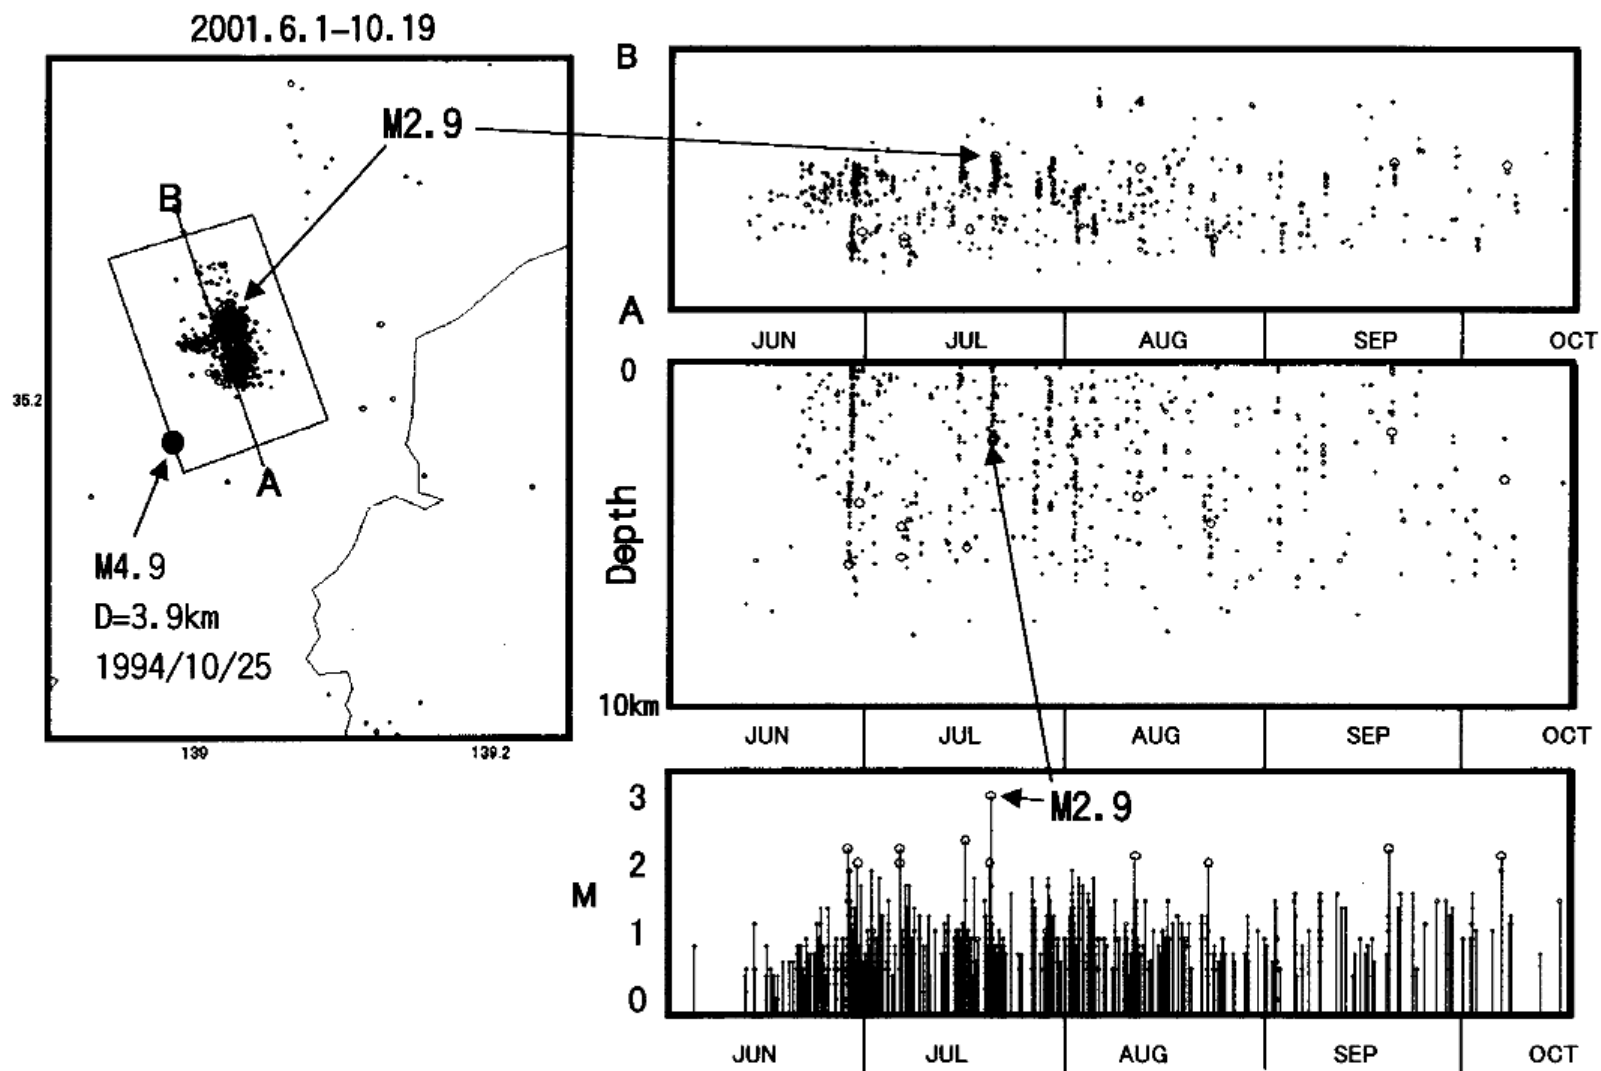 2001.6.1-10.19
M2.9
B
A
35.2
M4.9
D=3.9km
1994/10/25
139
139.2
B
A
JUN
JUL
AUG
SEP
OCT
0
Depth
10km
JUN
JUL
AUG
SEP
OCT
3
M2.9
2
M
1
0
JUN
JUL
AUG
SEP
OCT